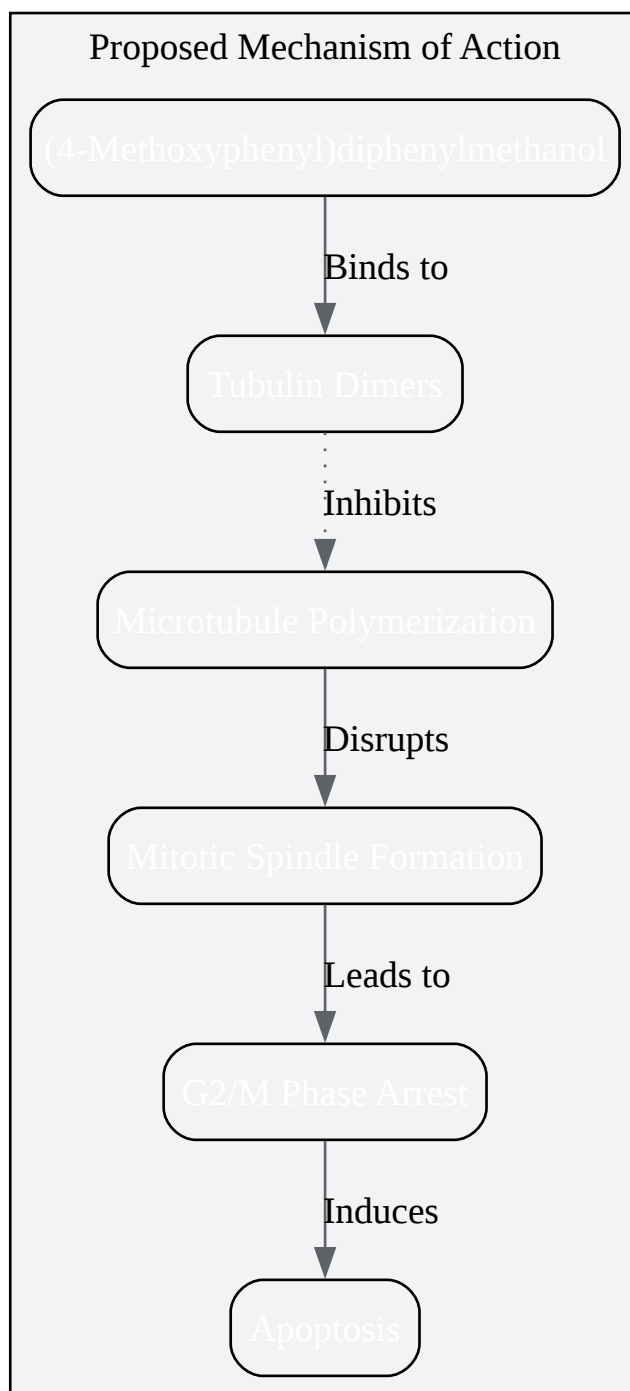 Proposed Mechanism of Action
(4-Methoxyphenyl)diphenylmethanol
Binds to
Tubulin Dimers
Inhibits
Microtubule Polymerization
Disrupts
Mitotic Spindle Formation
Leads to
G2/M Phase Arrest
Induces
Apoptosis